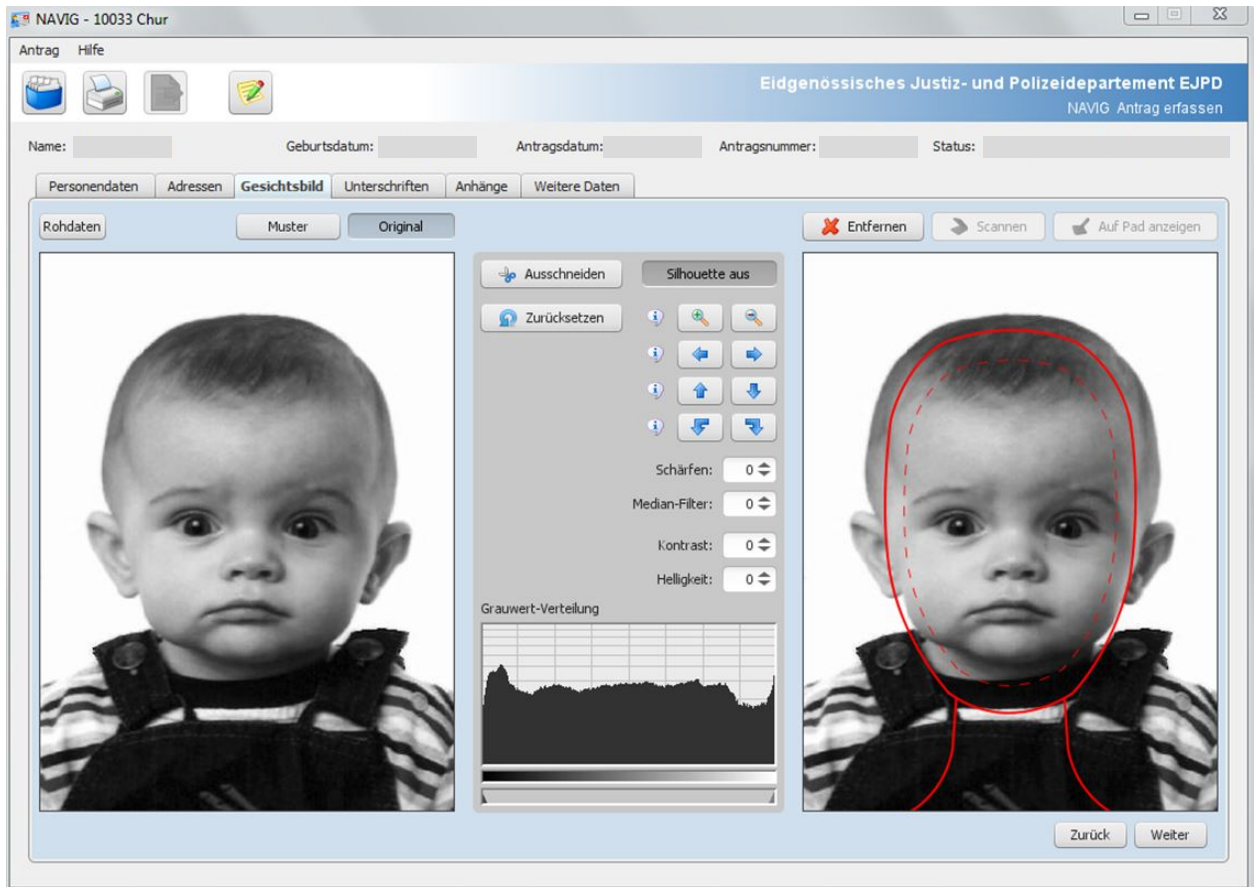 NAVIG - 10033 Chur
Antrag Hilfe
Eidgenössisches Justiz- und Polizeidepartement EJPD
NAVIG Antrag erfassen
Name: Geburtsdatum: Antragsdatum: Antragsnummer: Status:
Personendaten Adressen Gesichtsbild Unterschriften Anhänge Weitere Daten
Rohdaten Muster Original Entfernen Scannen Auf Pad anzeigen
Ausschneiden Silhouette aus
Zurücksetzen
Schärfen: 0
Median-Filter: 0
Kontrast: 0
Helligkeit: 0
Grauwert-Verteilung
Zurück Weiter